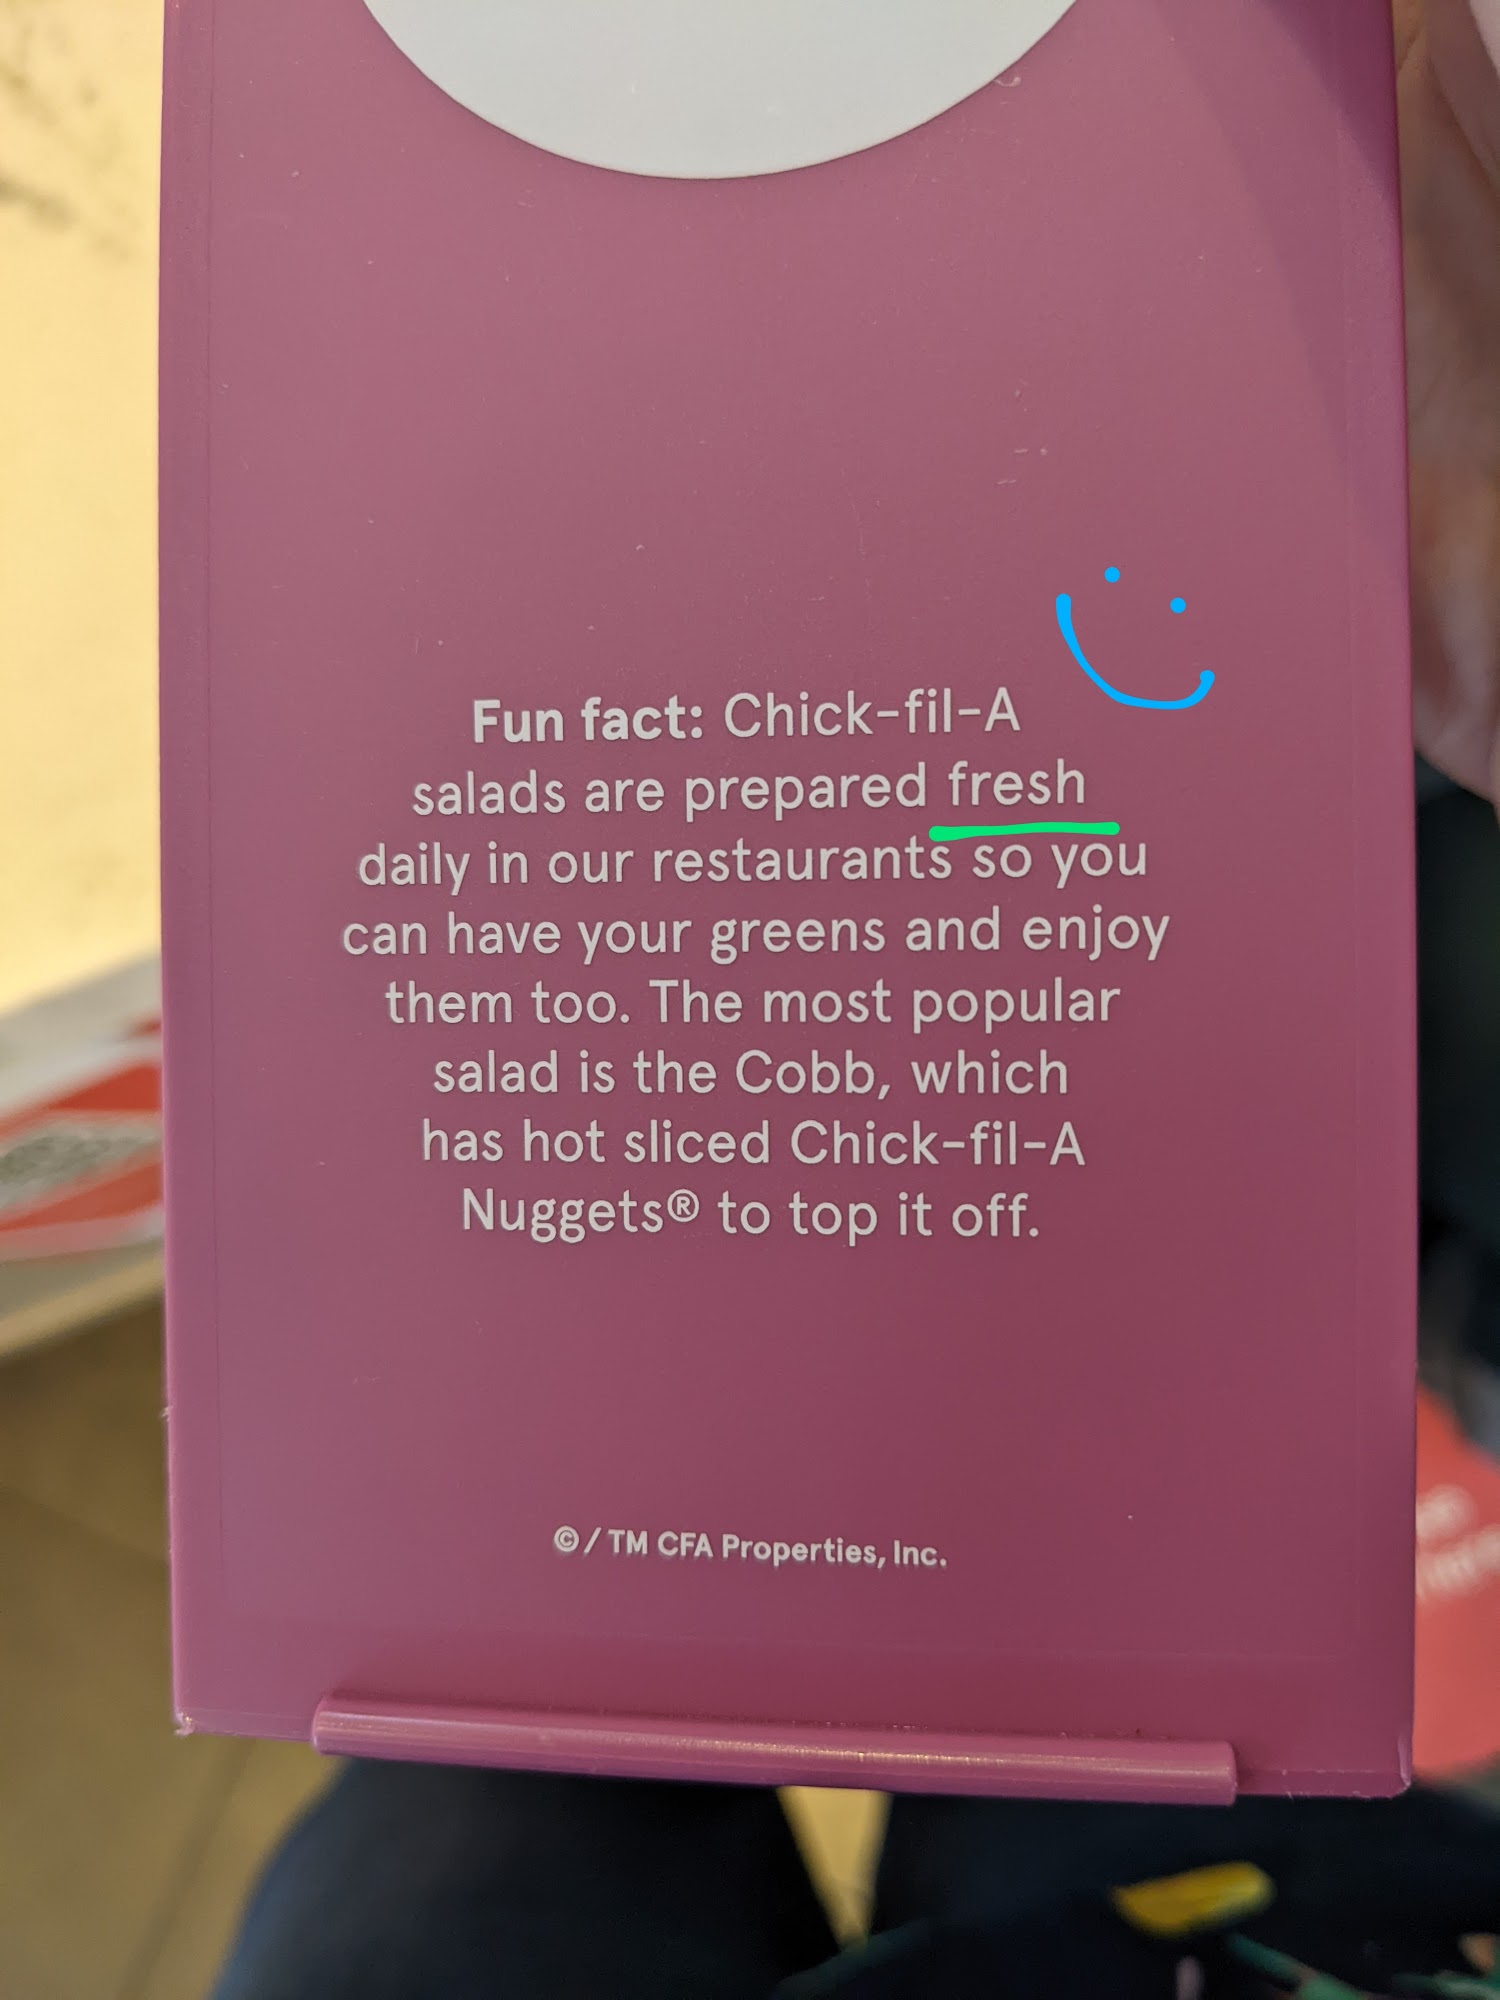 Fun fact: Chick-fil-A
salads are prepared fresh
daily in our restaurants so you
can have your greens and enjoy
them too. The most popular
salad is the Cobb, which
has hot sliced Chick-fil-A
Nuggets® to top it off.
©/TM CFA Properties, Inc.